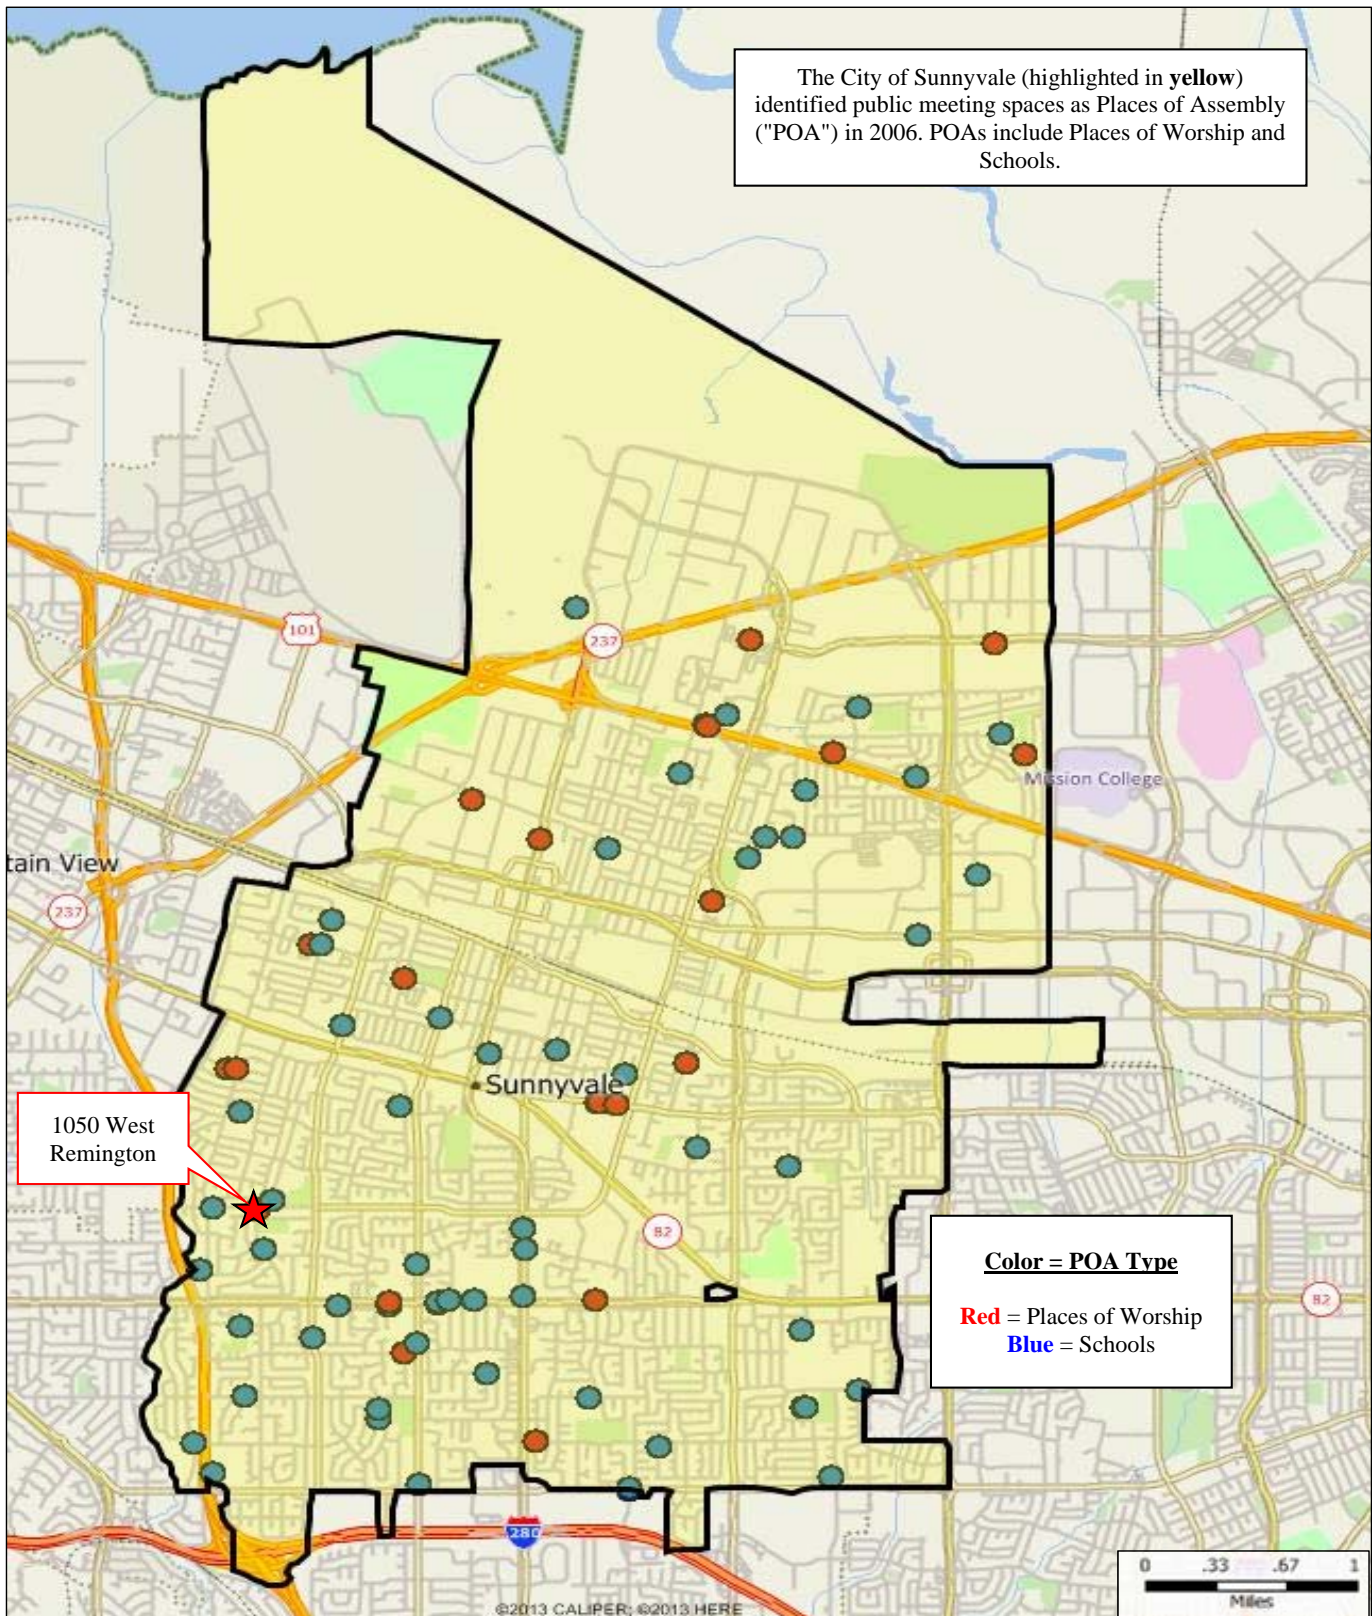 The City of Sunnyvale (highlighted in yellow)
identified public meeting spaces as Places of Assembly
("POA") in 2006. POAs include Places of Worship and
Schools.
101
237
Mission College
tain View
237
Sunnyvale
1050 West
Remington
82
Color = POA Type
Red = Places of Worship
Blue = Schools
82
280
0 .33 .67 1
Miles
©2013 CALIPER; ©2013 HERE